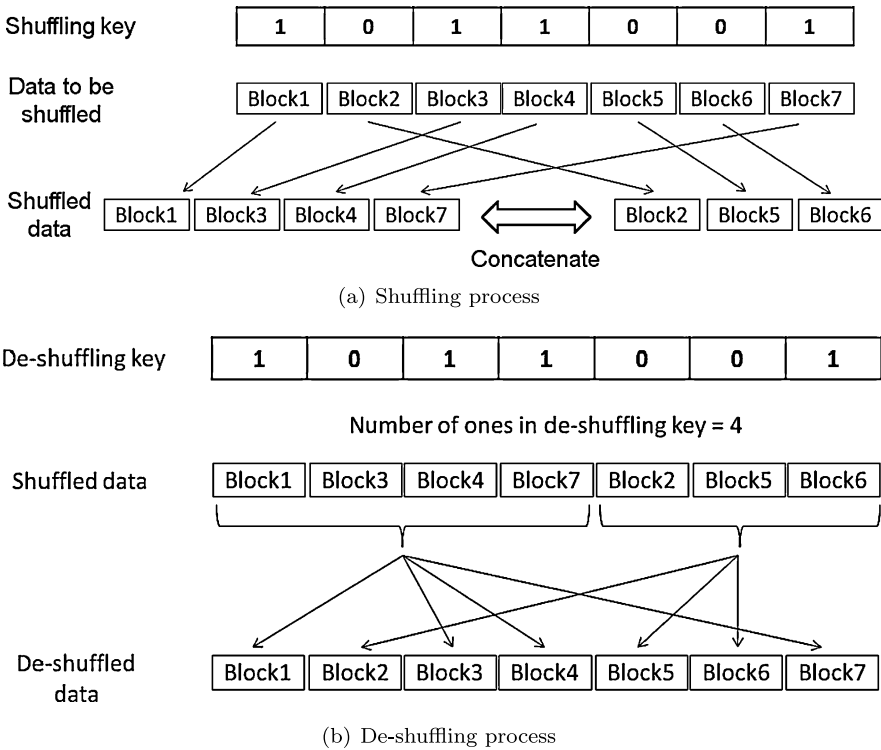 Shuffling key 1 0 1 1 0 0 1
Data to be shuffled Block1 Block2 Block3 Block4 Block5 Block6 Block7
Shuffled data Block1 Block3 Block4 Block7 Block2 Block5 Block6
Concatenate
(a) Shuffling process
De-shuffling key 1 0 1 1 0 0 1
Number of ones in de-shuffling key = 4
Shuffled data Block1 Block3 Block4 Block7 Block2 Block5 Block6
De-shuffled data Block1 Block2 Block3 Block4 Block5 Block6 Block7
(b) De-shuffling process